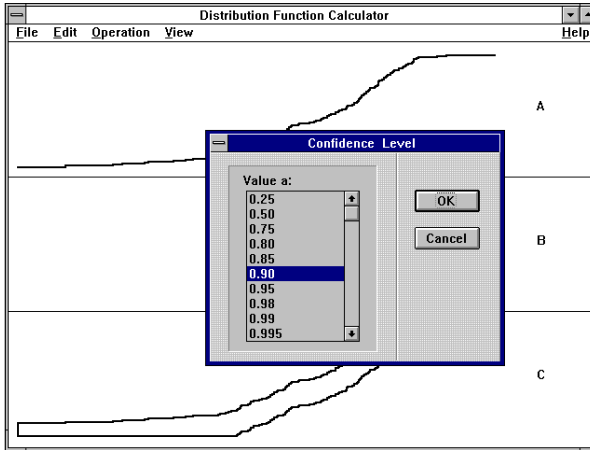 Distribution Function Calculator
File Edit Operation View Help
A
Confidence Level
Value a:
0.25
0.50
0.75
0.80
0.85
0.90
0.95
0.98
0.99
0.995
OK
Cancel
B
C